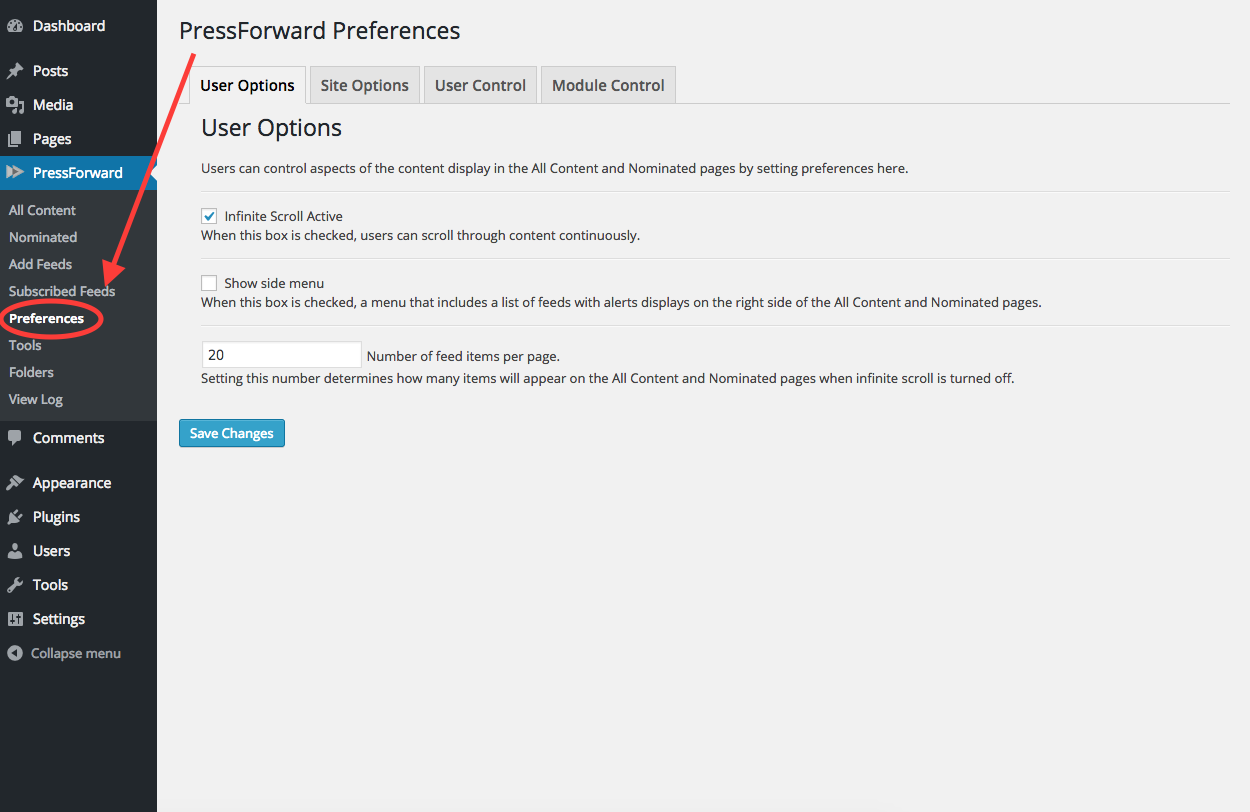 Dashboard
Posts
Media
Pages
PressForward
All Content
Nominated
Add Feeds
Subscribed Feeds
Preferences
Tools
Folders
View Log
Comments
Appearance
Plugins
Users
Tools
Settings
Collapse menu
PressForward Preferences
User Options
Site Options
User Control
Module Control
User Options
Users can control aspects of the content display in the All Content and Nominated pages by setting preferences here.
Infinite Scroll Active
When this box is checked, users can scroll through content continuously.
Show side menu
When this box is checked, a menu that includes a list of feeds with alerts displays on the right side of the All Content and Nominated pages.
20 Number of feed items per page.
Setting this number determines how many items will appear on the All Content and Nominated pages when infinite scroll is turned off.
Save Changes